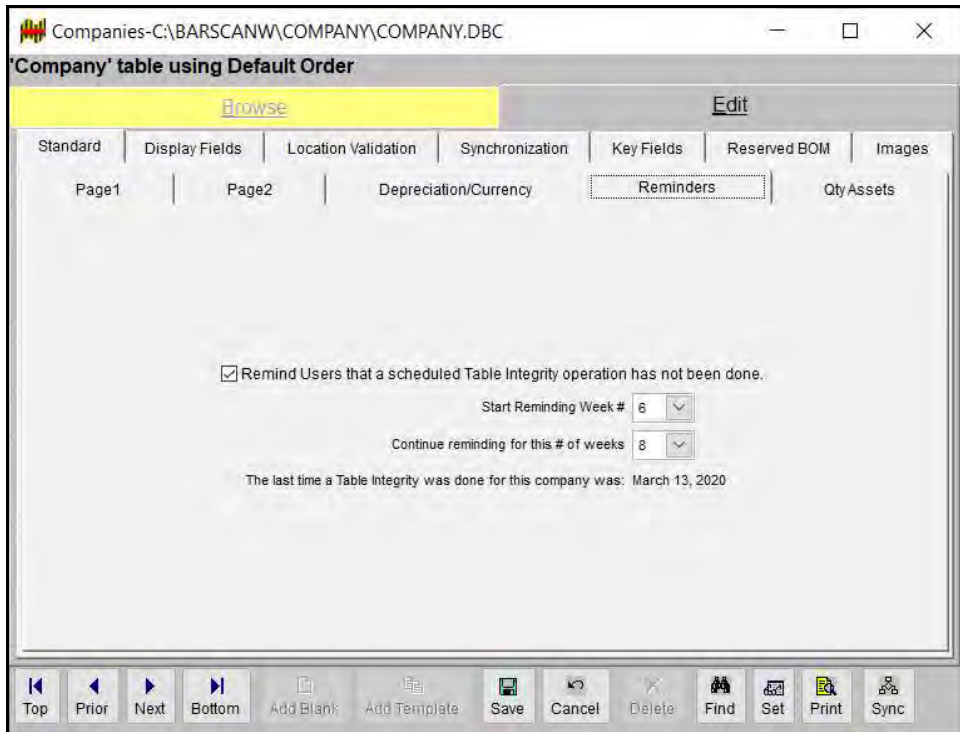 Companies-C:\BARSCANW\COMPANY\COMPANY.DBC
'Company' table using Default Order
Browse Edit
Standard Display Fields Location Validation Synchronization Key Fields Reserved BOM Images
Page1 Page2 Depreciation/Currency Reminders Qty Assets
Remind Users that a scheduled Table Integrity operation has not been done.
Start Reminding Week # 6
Continue reminding for this # of weeks 8
The last time a Table Integrity was done for this company was: March 13, 2020
Top Prior Next Bottom Add Blank Add Template Save Cancel Delete Find Set Print Sync